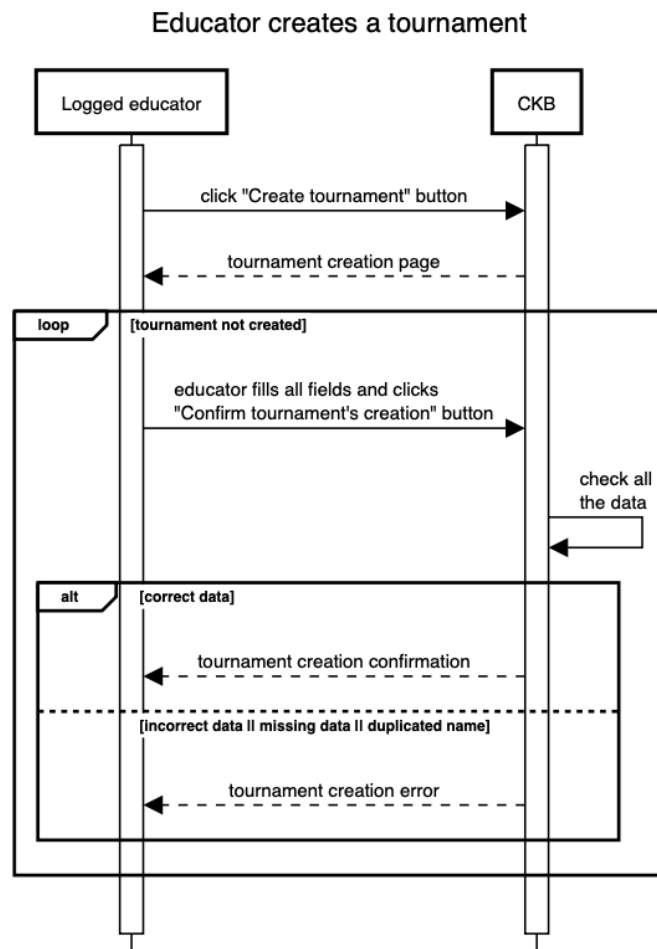 Educator creates a tournament
Logged educator
CKB
click "Create tournament" button
tournament creation page
loop
[tournament not created]
educator fills all fields and clicks
"Confirm tournament's creation" button
check all
the data
alt
[correct data]
tournament creation confirmation
[incorrect data || missing data || duplicated name]
tournament creation error